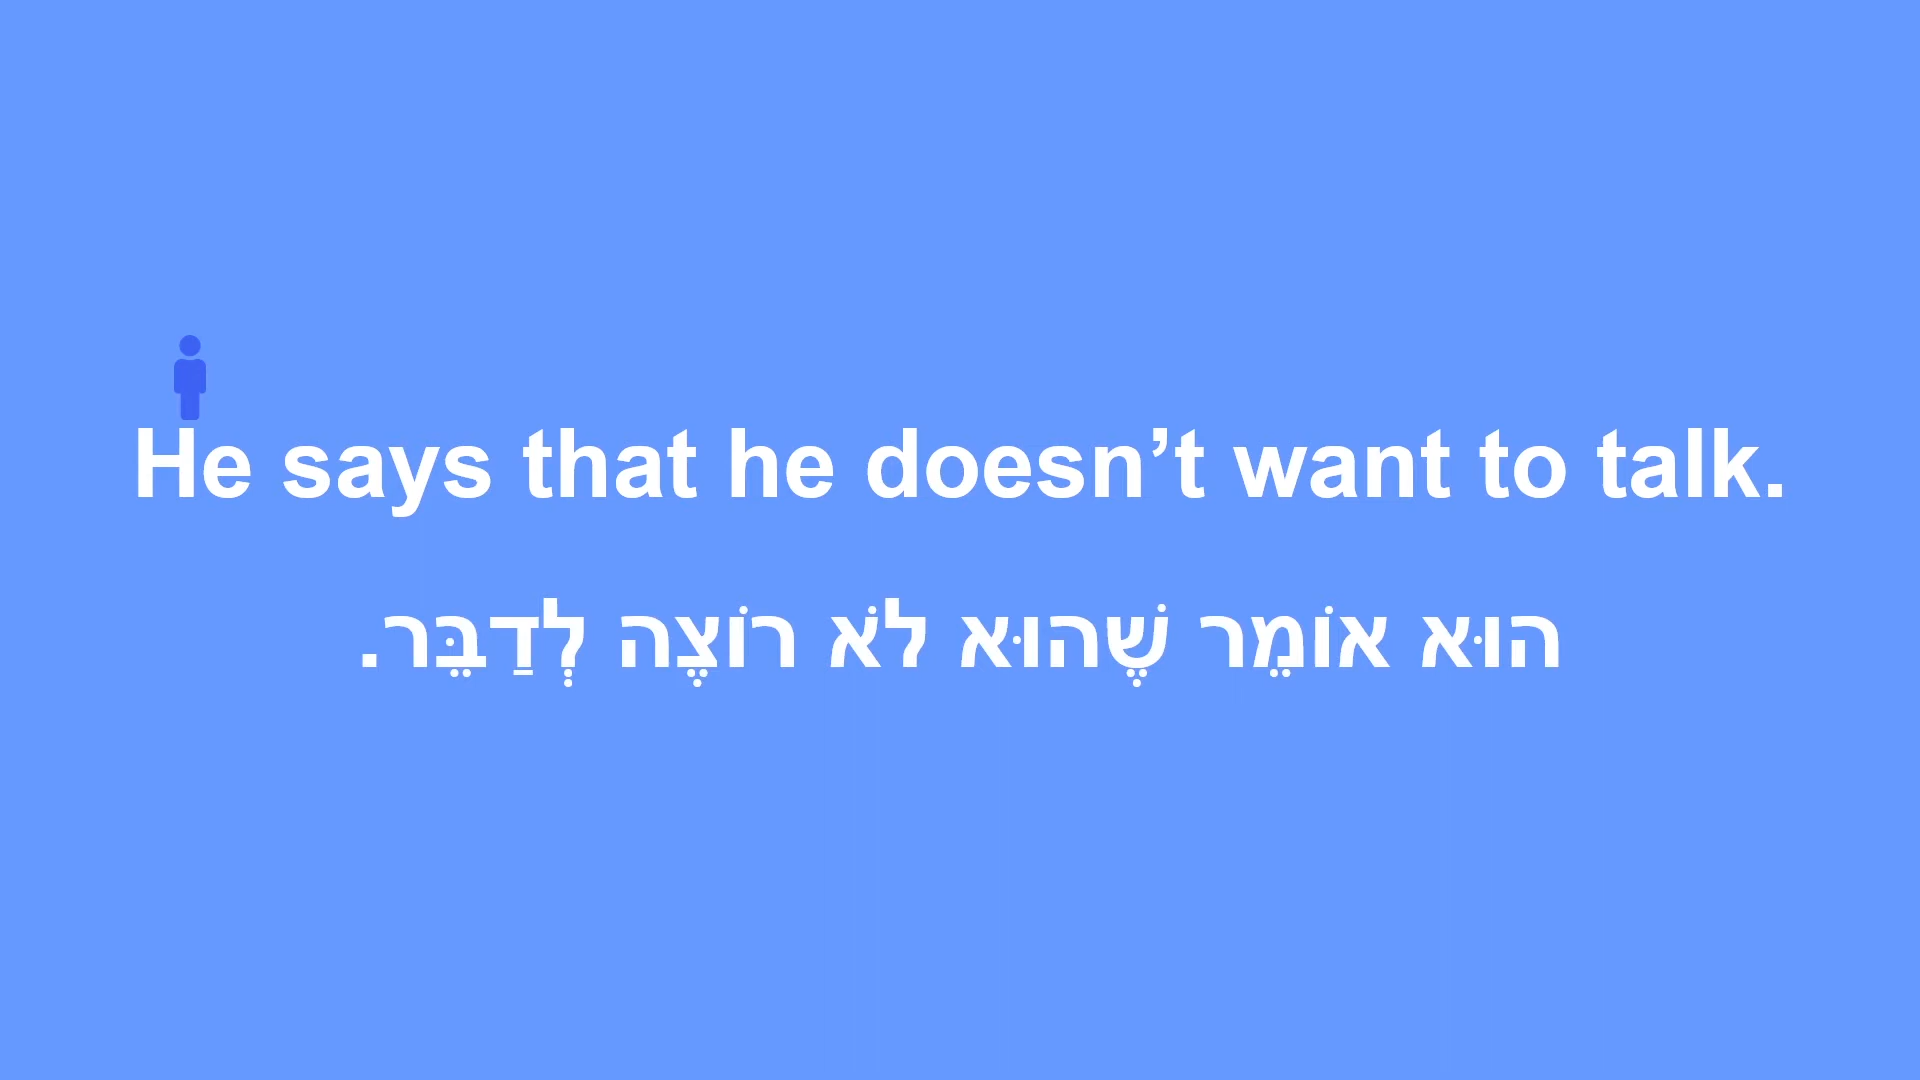 He says that he doesn’t want to talk.
הוּא אוֹמֵר שֶׁהוּא לֹא רוֹצֶה לְדַבֵּר.